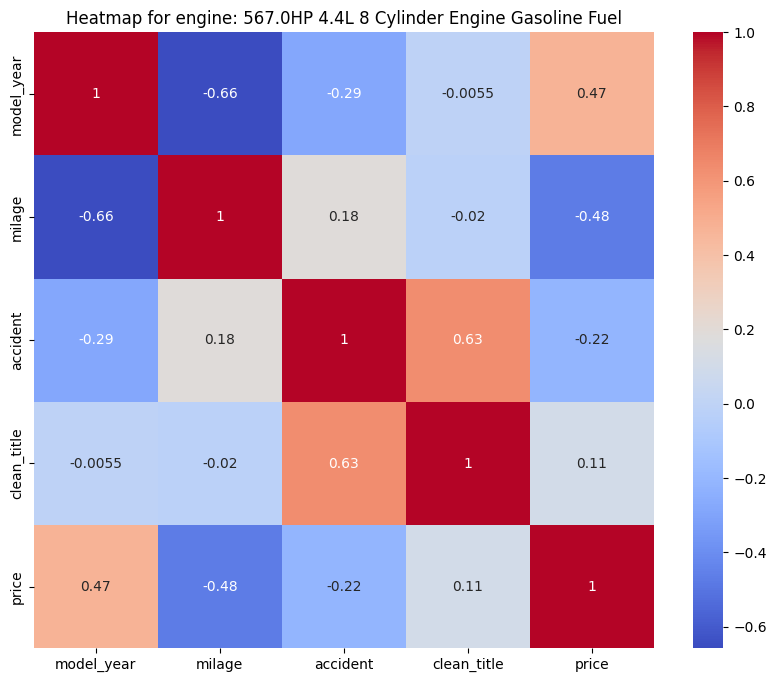 Heatmap for engine: 567.0HP 4.4L 8 Cylinder Engine Gasoline Fuel
model_year 1 -0.66 -0.29 -0.0055 0.47
milage -0.66 1 0.18 -0.02 -0.48
accident -0.29 0.18 1 0.63 -0.22
clean_title -0.0055 -0.02 0.63 1 0.11
price 0.47 -0.48 -0.22 0.11 1
model_year milage accident clean_title price
1.0
0.8
0.6
0.4
0.2
0.0
-0.2
-0.4
-0.6